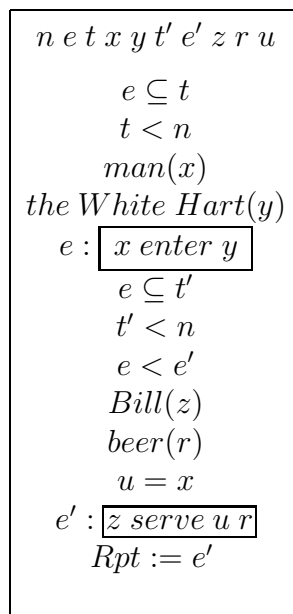 n e t x y t′ e′ z r u
e ⊆ t
t < n
man(x)
the White Hart(y)
e : x enter y
e ⊆ t′
t′ < n
e < e′
Bill(z)
beer(r)
u = x
e′ : z serve u r
Rpt := e′